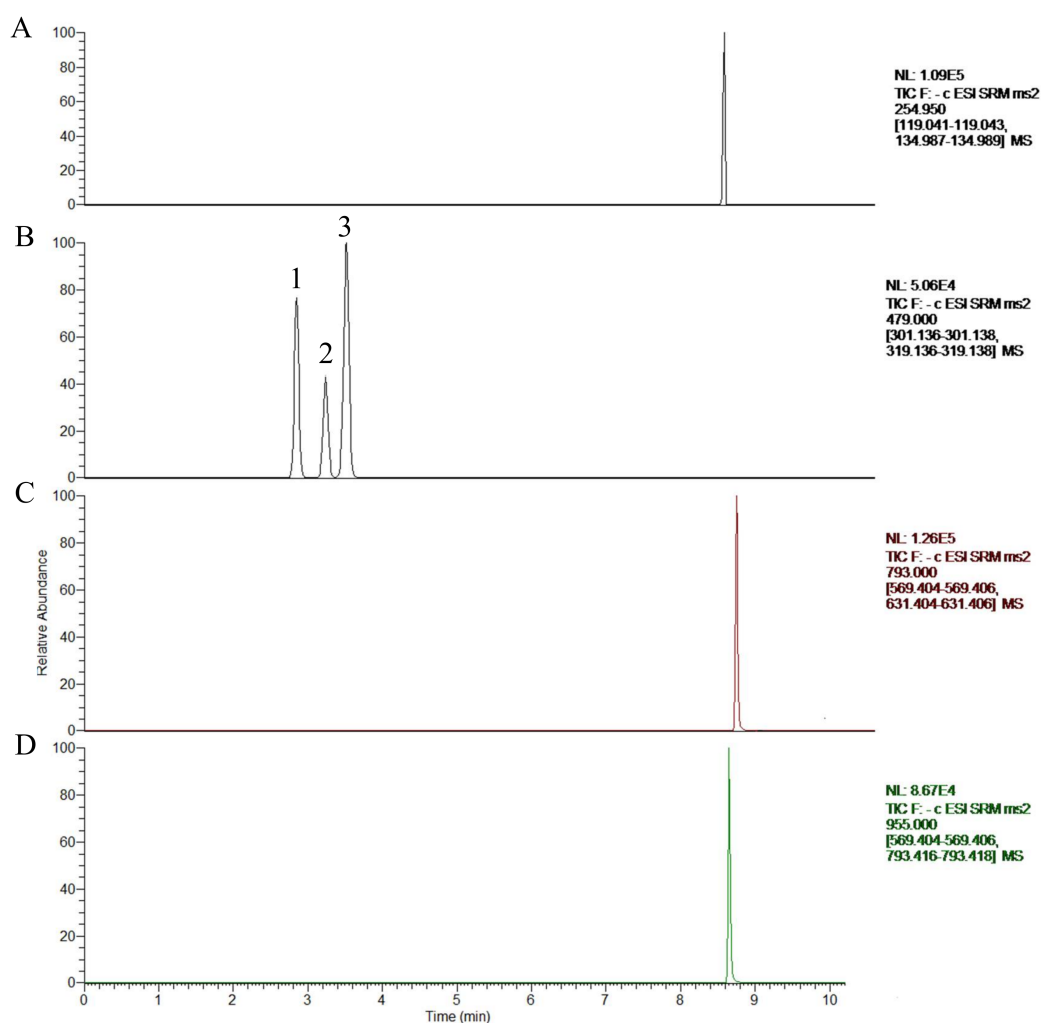 A
100
80
60
40
20
0
NL: 1.09E5
TIC F: - c ESI SRM ms2
254.950
[119.041-119.043,
134.987-134.989] MS
B
100
80
60
40
20
0
1
2
3
NL: 5.06E4
TIC F: - c ESI SRM ms2
479.000
[301.136-301.138,
319.136-319.138] MS
C
100
80
60
40
20
0
Relative Abundance
NL: 1.26E5
TIC F: - c ESI SRM ms2
793.000
[569.404-569.406,
631.404-631.406] MS
D
100
80
60
40
20
0
NL: 8.67E4
TIC F: - c ESI SRM ms2
955.000
[569.404-569.406,
793.416-793.418] MS
0 1 2 3 4 5 6 7 8 9 10
Time (min)